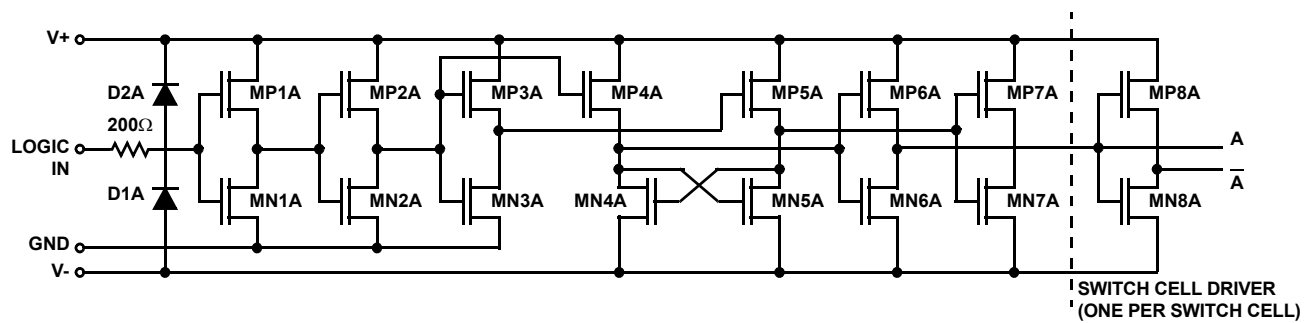 V+
D2A
MP1A
MP2A
MP3A
MP4A
MP5A
MP6A
MP7A
MP8A
200Ω
LOGIC
IN
A
A̅
D1A
MN1A
MN2A
MN3A
MN4A
MN5A
MN6A
MN7A
MN8A
GND
V-
SWITCH CELL DRIVER
(ONE PER SWITCH CELL)